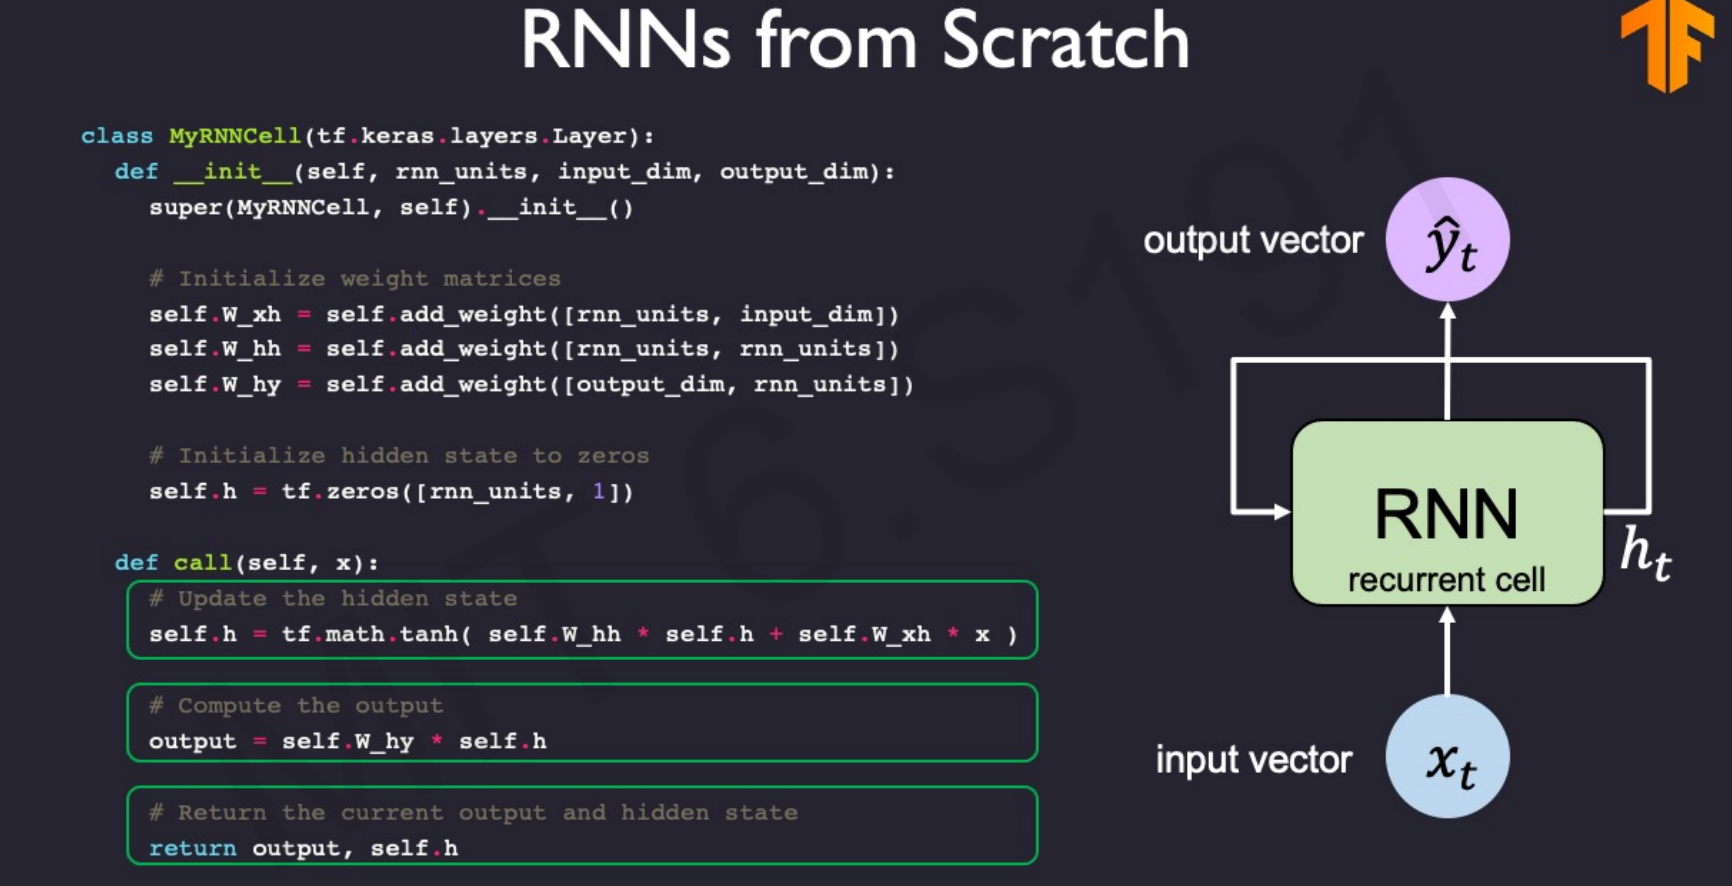 RNNs from Scratch
class MyRNNCell(tf.keras.layers.Layer):
def __init__(self, rnn_units, input_dim, output_dim):
super(MyRNNCell, self).__init__()
# Initialize weight matrices
self.W_xh = self.add_weight([rnn_units, input_dim])
self.W_hh = self.add_weight([rnn_units, rnn_units])
self.W_hy = self.add_weight([output_dim, rnn_units])
# Initialize hidden state to zeros
self.h = tf.zeros([rnn_units, 1])
def call(self, x):
# Update the hidden state
self.h = tf.math.tanh( self.W_hh * self.h + self.W_xh * x )
# Compute the output
output = self.W_hy * self.h
# Return the current output and hidden state
return output, self.h
output vector
ŷ_t
RNN
recurrent cell
h_t
input vector
x_t
MIT 6.S191